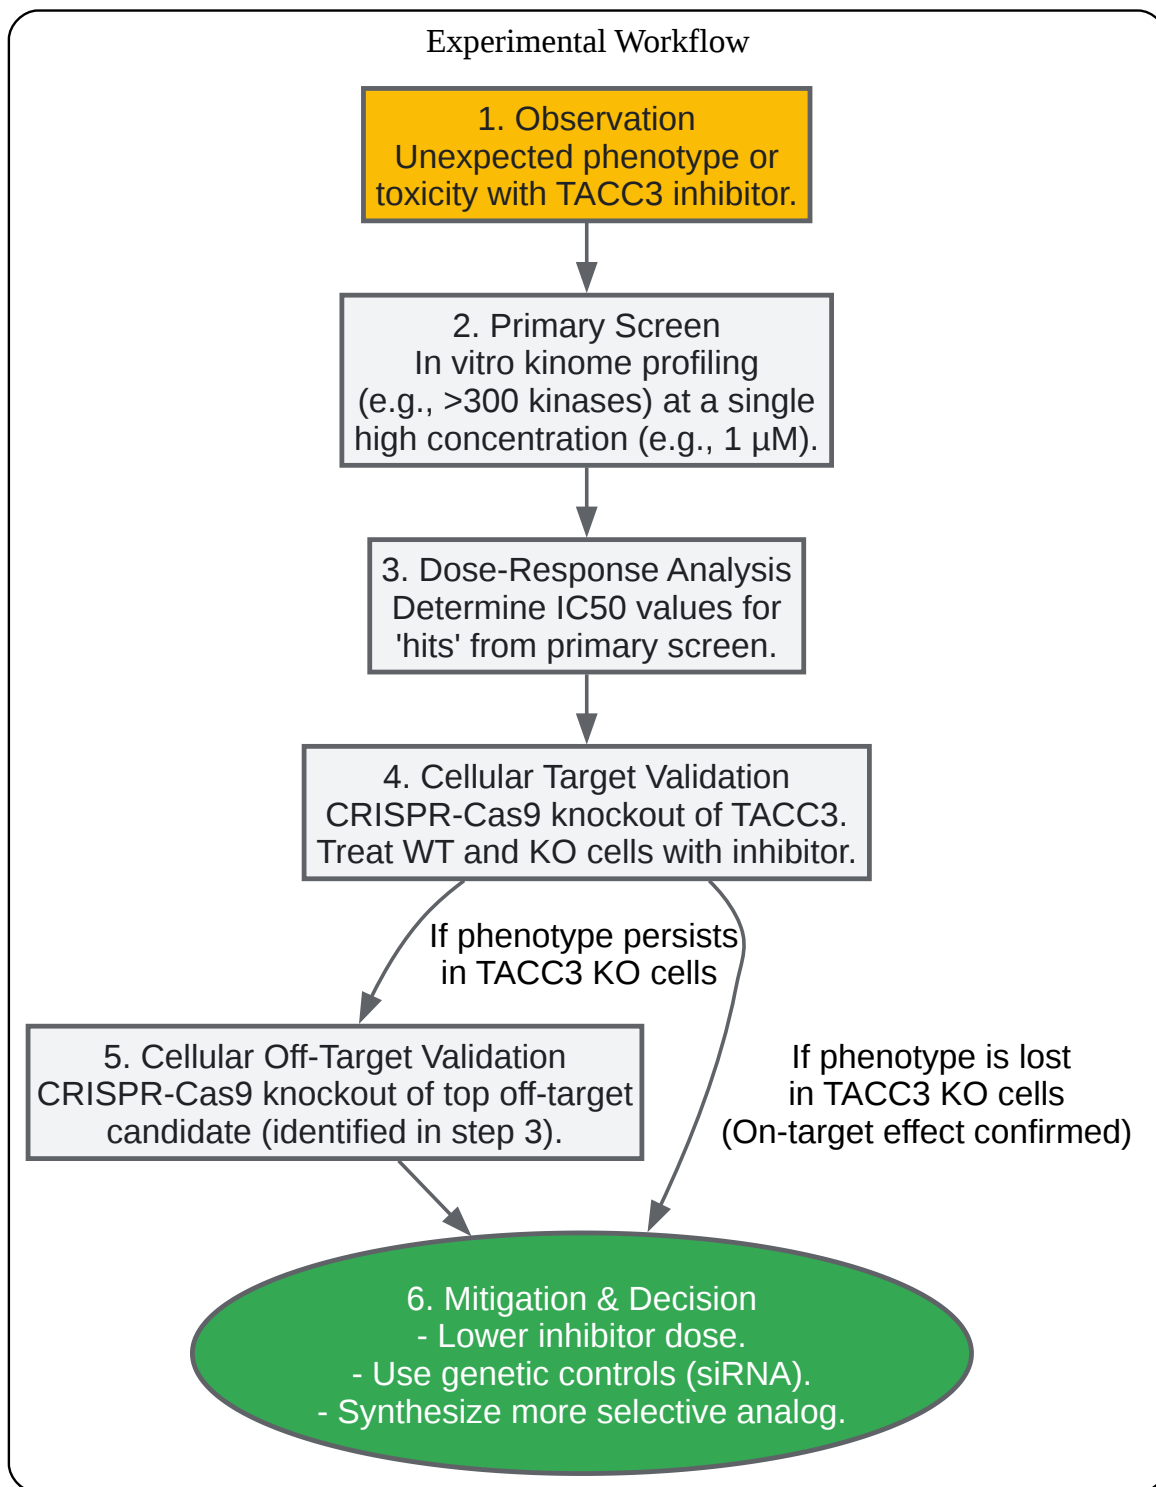 Experimental Workflow
1. Observation
Unexpected phenotype or
toxicity with TACC3 inhibitor.
2. Primary Screen
In vitro kinome profiling
(e.g., >300 kinases) at a single
high concentration (e.g., 1 µM).
3. Dose-Response Analysis
Determine IC50 values for
'hits' from primary screen.
4. Cellular Target Validation
CRISPR-Cas9 knockout of TACC3.
Treat WT and KO cells with inhibitor.
If phenotype persists
in TACC3 KO cells
5. Cellular Off-Target Validation
CRISPR-Cas9 knockout of top off-target
candidate (identified in step 3).
If phenotype is lost
in TACC3 KO cells
(On-target effect confirmed)
6. Mitigation & Decision
- Lower inhibitor dose.
- Use genetic controls (siRNA).
- Synthesize more selective analog.